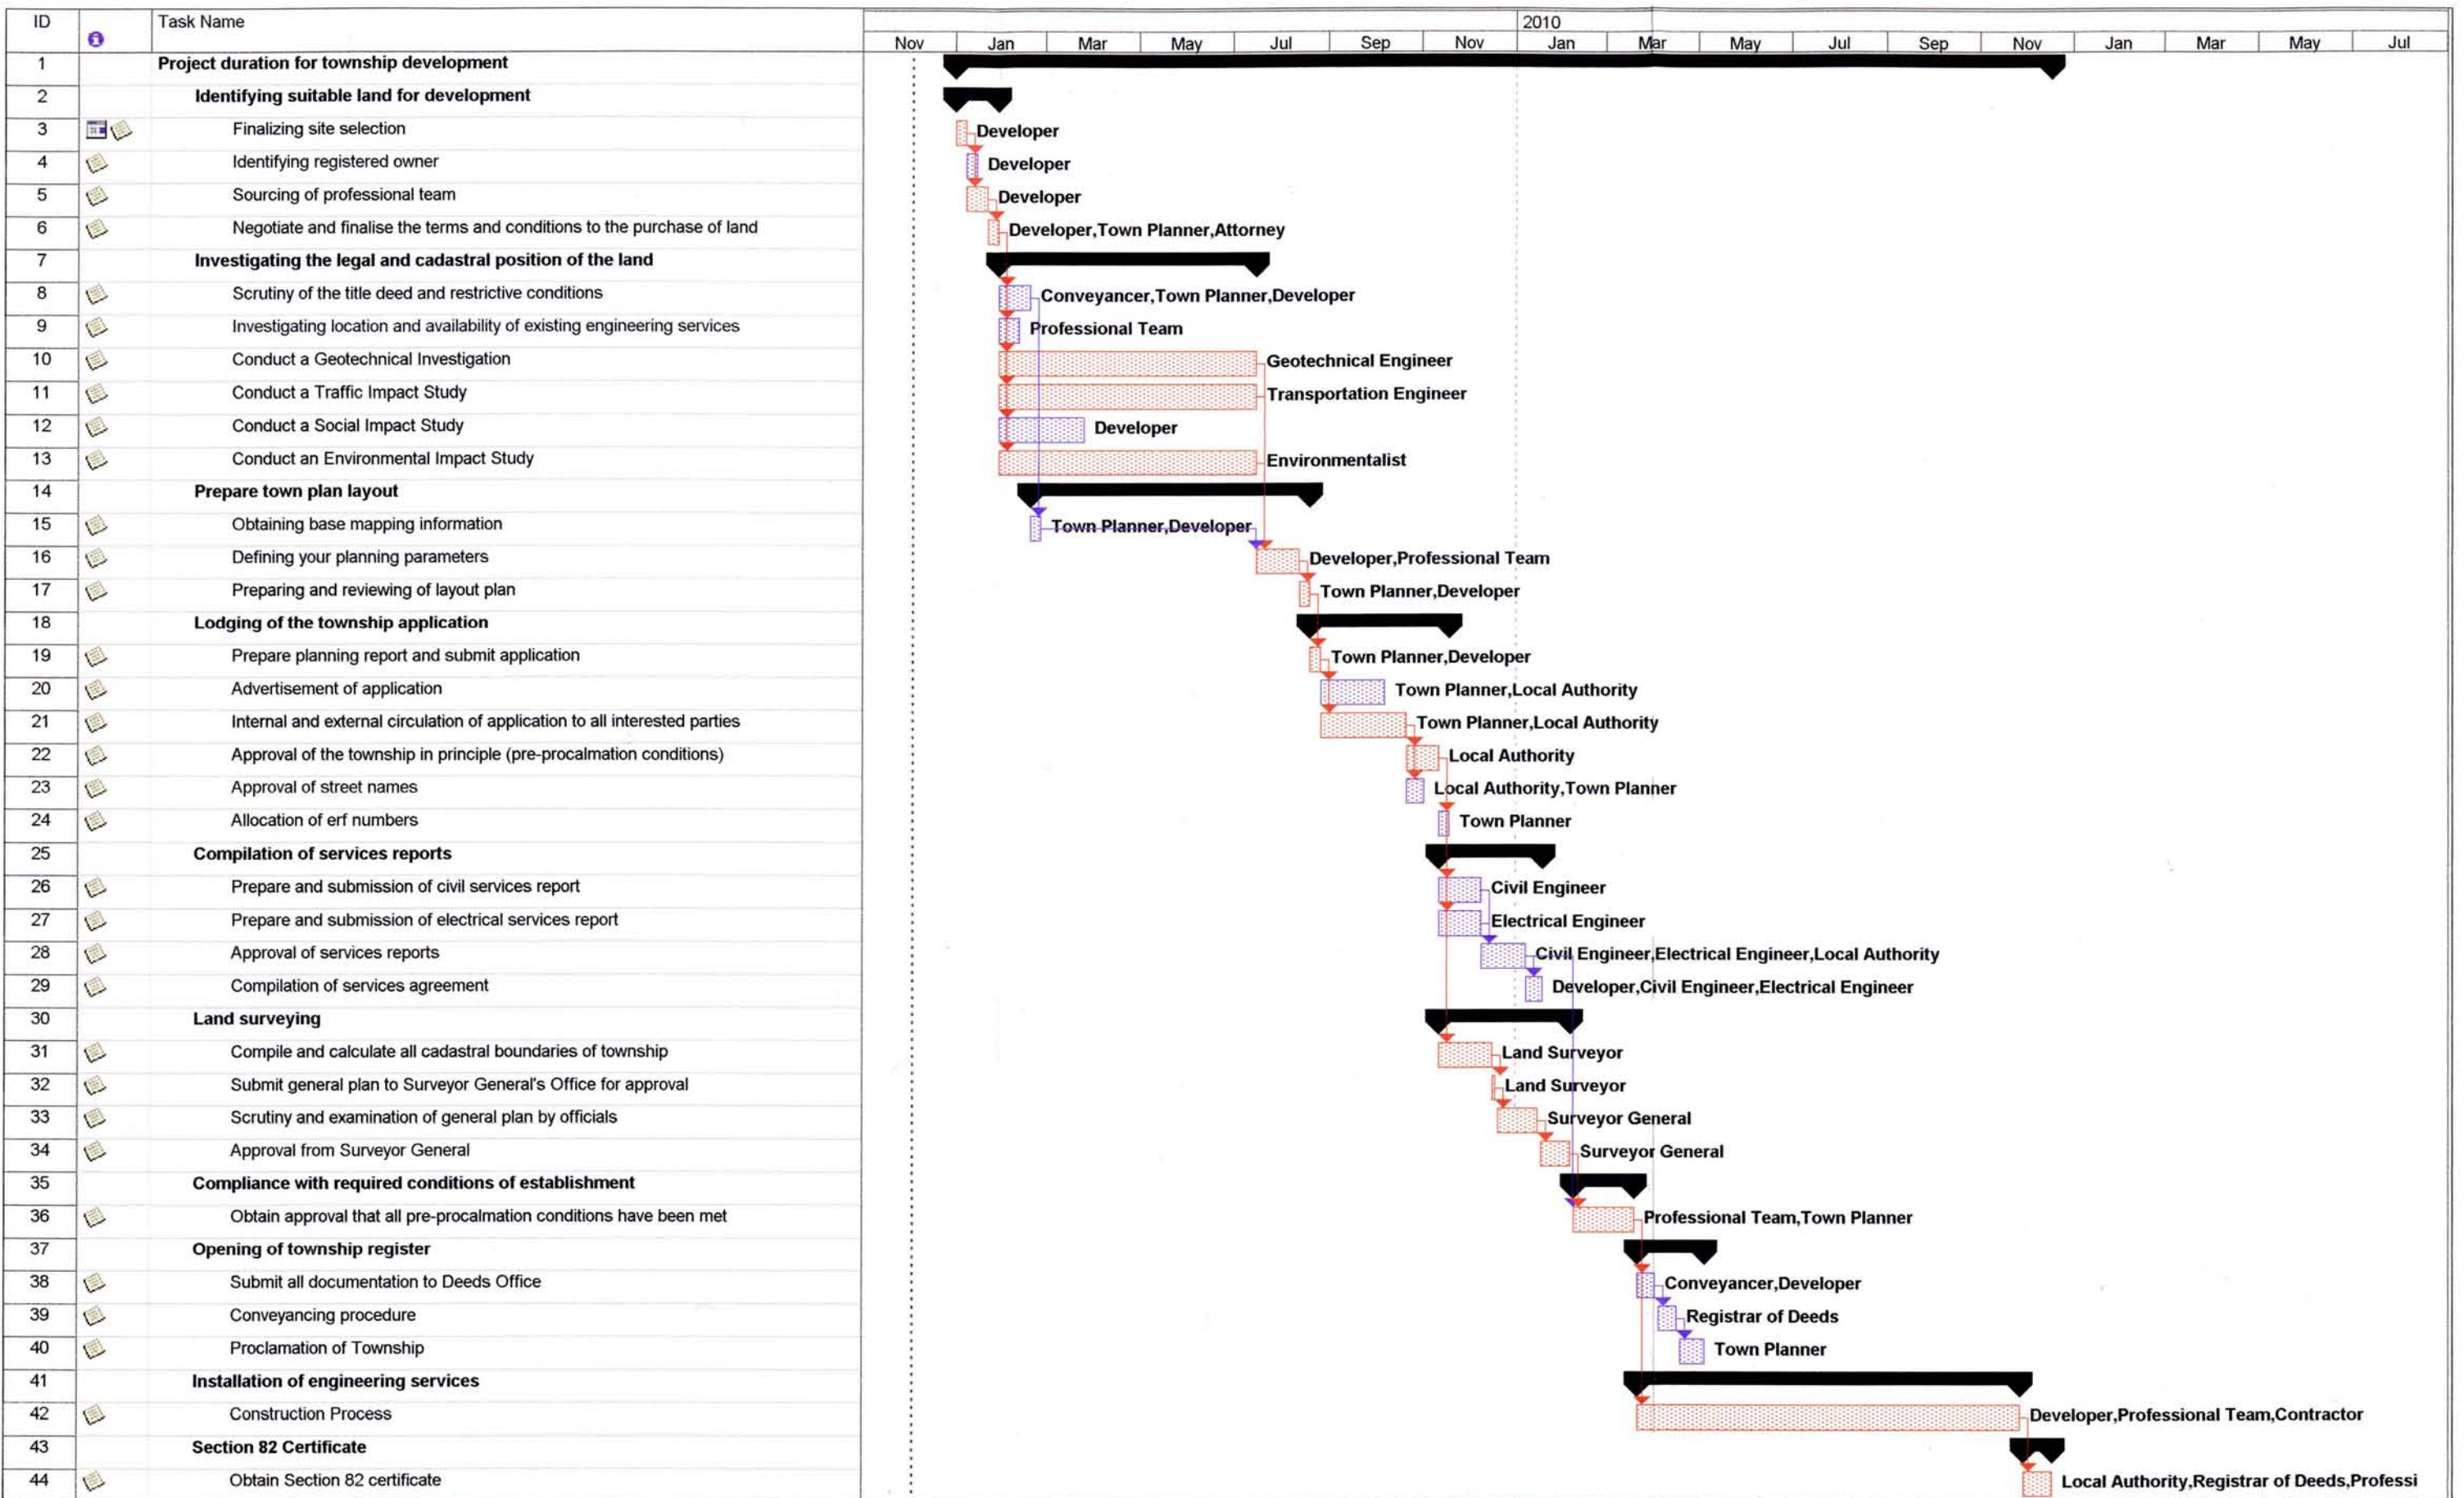 ID Task Name 2010
Nov Jan Mar May Jul Sep Nov Jan Mar May Jul Sep Nov Jan Mar May Jul
1 Project duration for township development
2 Identifying suitable land for development
3 Finalizing site selection Developer
4 Identifying registered owner Developer
5 Sourcing of professional team Developer
6 Negotiate and finalise the terms and conditions to the purchase of land Developer,Town Planner,Attorney
7 Investigating the legal and cadastral position of the land
8 Scrutiny of the title deed and restrictive conditions Conveyancer,Town Planner,Developer
9 Investigating location and availability of existing engineering services Professional Team
10 Conduct a Geotechnical Investigation Geotechnical Engineer
11 Conduct a Traffic Impact Study Transportation Engineer
12 Conduct a Social Impact Study Developer
13 Conduct an Environmental Impact Study Environmentalist
14 Prepare town plan layout
15 Obtaining base mapping information Town Planner,Developer
16 Defining your planning parameters Developer,Professional Team
17 Preparing and reviewing of layout plan Town Planner,Developer
18 Lodging of the township application
19 Prepare planning report and submit application Town Planner,Developer
20 Advertisement of application Town Planner,Local Authority
21 Internal and external circulation of application to all interested parties Town Planner,Local Authority
22 Approval of the township in principle (pre-procalmation conditions) Local Authority
23 Approval of street names Local Authority,Town Planner
24 Allocation of erf numbers Town Planner
25 Compilation of services reports
26 Prepare and submission of civil services report Civil Engineer
27 Prepare and submission of electrical services report Electrical Engineer
28 Approval of services reports Civil Engineer,Electrical Engineer,Local Authority
29 Compilation of services agreement Developer,Civil Engineer,Electrical Engineer
30 Land surveying
31 Compile and calculate all cadastral boundaries of township Land Surveyor
32 Submit general plan to Surveyor General's Office for approval Land Surveyor
33 Scrutiny and examination of general plan by officials Surveyor General
34 Approval from Surveyor General Surveyor General
35 Compliance with required conditions of establishment
36 Obtain approval that all pre-procalmation conditions have been met Professional Team,Town Planner
37 Opening of township register
38 Submit all documentation to Deeds Office Conveyancer,Developer
39 Conveyancing procedure Registrar of Deeds
40 Proclamation of Township Town Planner
41 Installation of engineering services
42 Construction Process Developer,Professional Team,Contractor
43 Section 82 Certificate
44 Obtain Section 82 certificate Local Authority,Registrar of Deeds,Professi